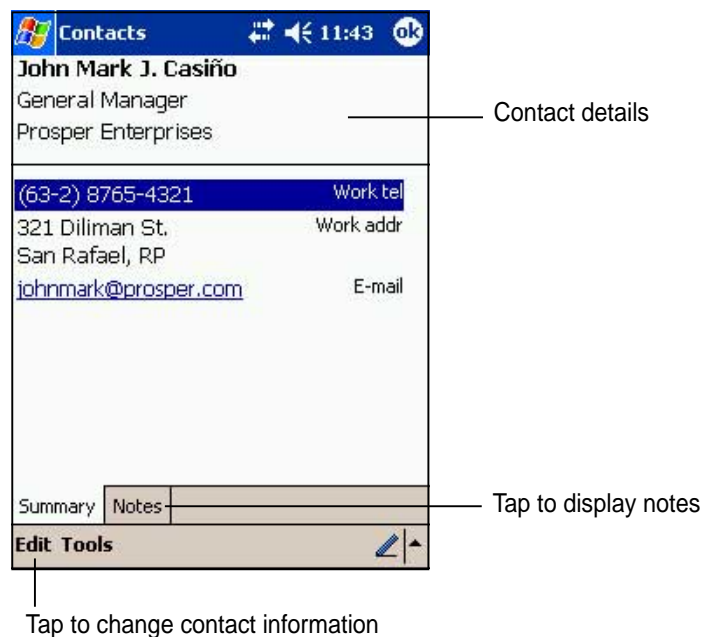 Contacts 11:43 ok
John Mark J. Casiño
General Manager
Prosper Enterprises
Contact details
(63-2) 8765-4321 Work tel
321 Diliman St. Work addr
San Rafael, RP
johnmark@prosper.com E-mail
Summary Notes
Tap to display notes
Edit Tools
Tap to change contact information